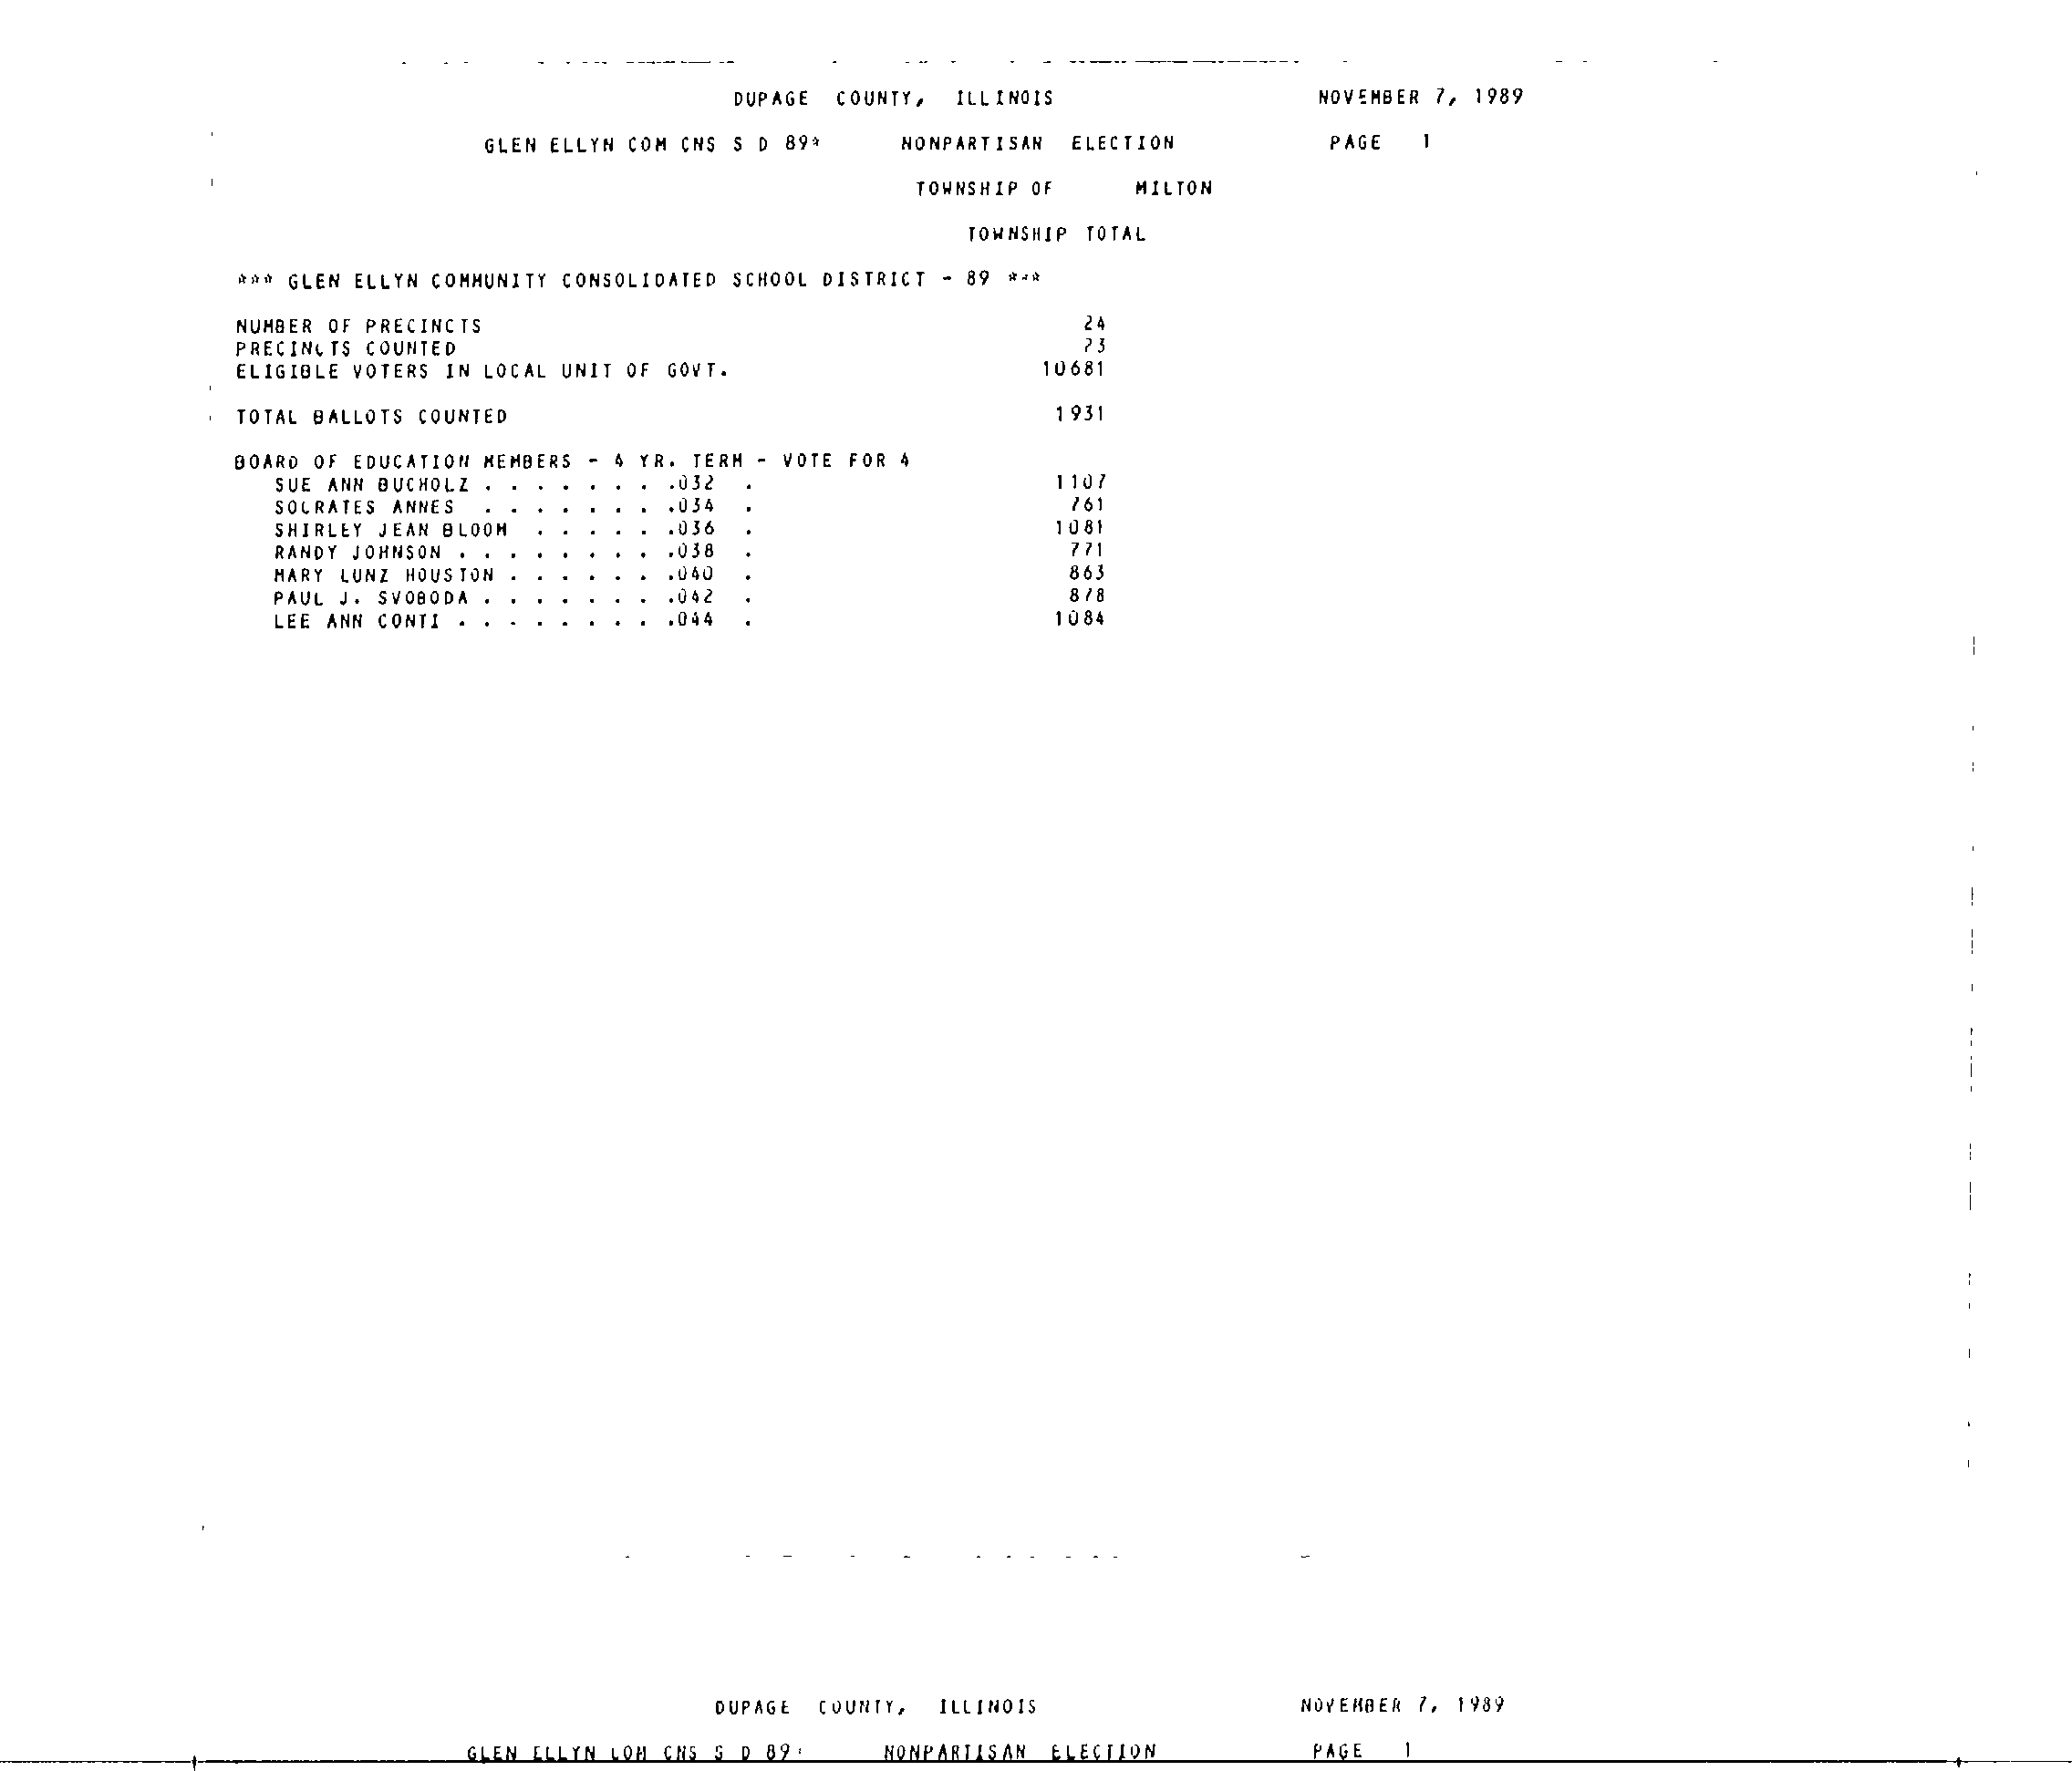 DUPAGE COUNTY, ILLINOIS NOVEMBER 7, 1989
GLEN ELLYN COM CNS S D 89* NONPARTISAN ELECTION PAGE 1
TOWNSHIP OF MILTON
TOWNSHIP TOTAL
*** GLEN ELLYN COMMUNITY CONSOLIDATED SCHOOL DISTRICT - 89 ***
NUMBER OF PRECINCTS 24
PRECINCTS COUNTED 23
ELIGIBLE VOTERS IN LOCAL UNIT OF GOVT. 10681
TOTAL BALLOTS COUNTED 1931
BOARD OF EDUCATION MEMBERS - 4 YR. TERM - VOTE FOR 4
SUE ANN BUCHOLZ . . . . . . . .032 . 1107
SOCRATES ANNES . . . . . . . .034 . 761
SHIRLEY JEAN BLOOM . . . . . .036 . 1081
RANDY JOHNSON . . . . . . . . .038 . 771
MARY LUNZ HOUSTON . . . . . . .040 . 863
PAUL J. SVOBODA . . . . . . . .042 . 878
LEE ANN CONTI . . . . . . . . .044 . 1084
DUPAGE COUNTY, ILLINOIS NOVEMBER 7, 1989
GLEN ELLYN COM CNS S D 89* NONPARTISAN ELECTION PAGE 1